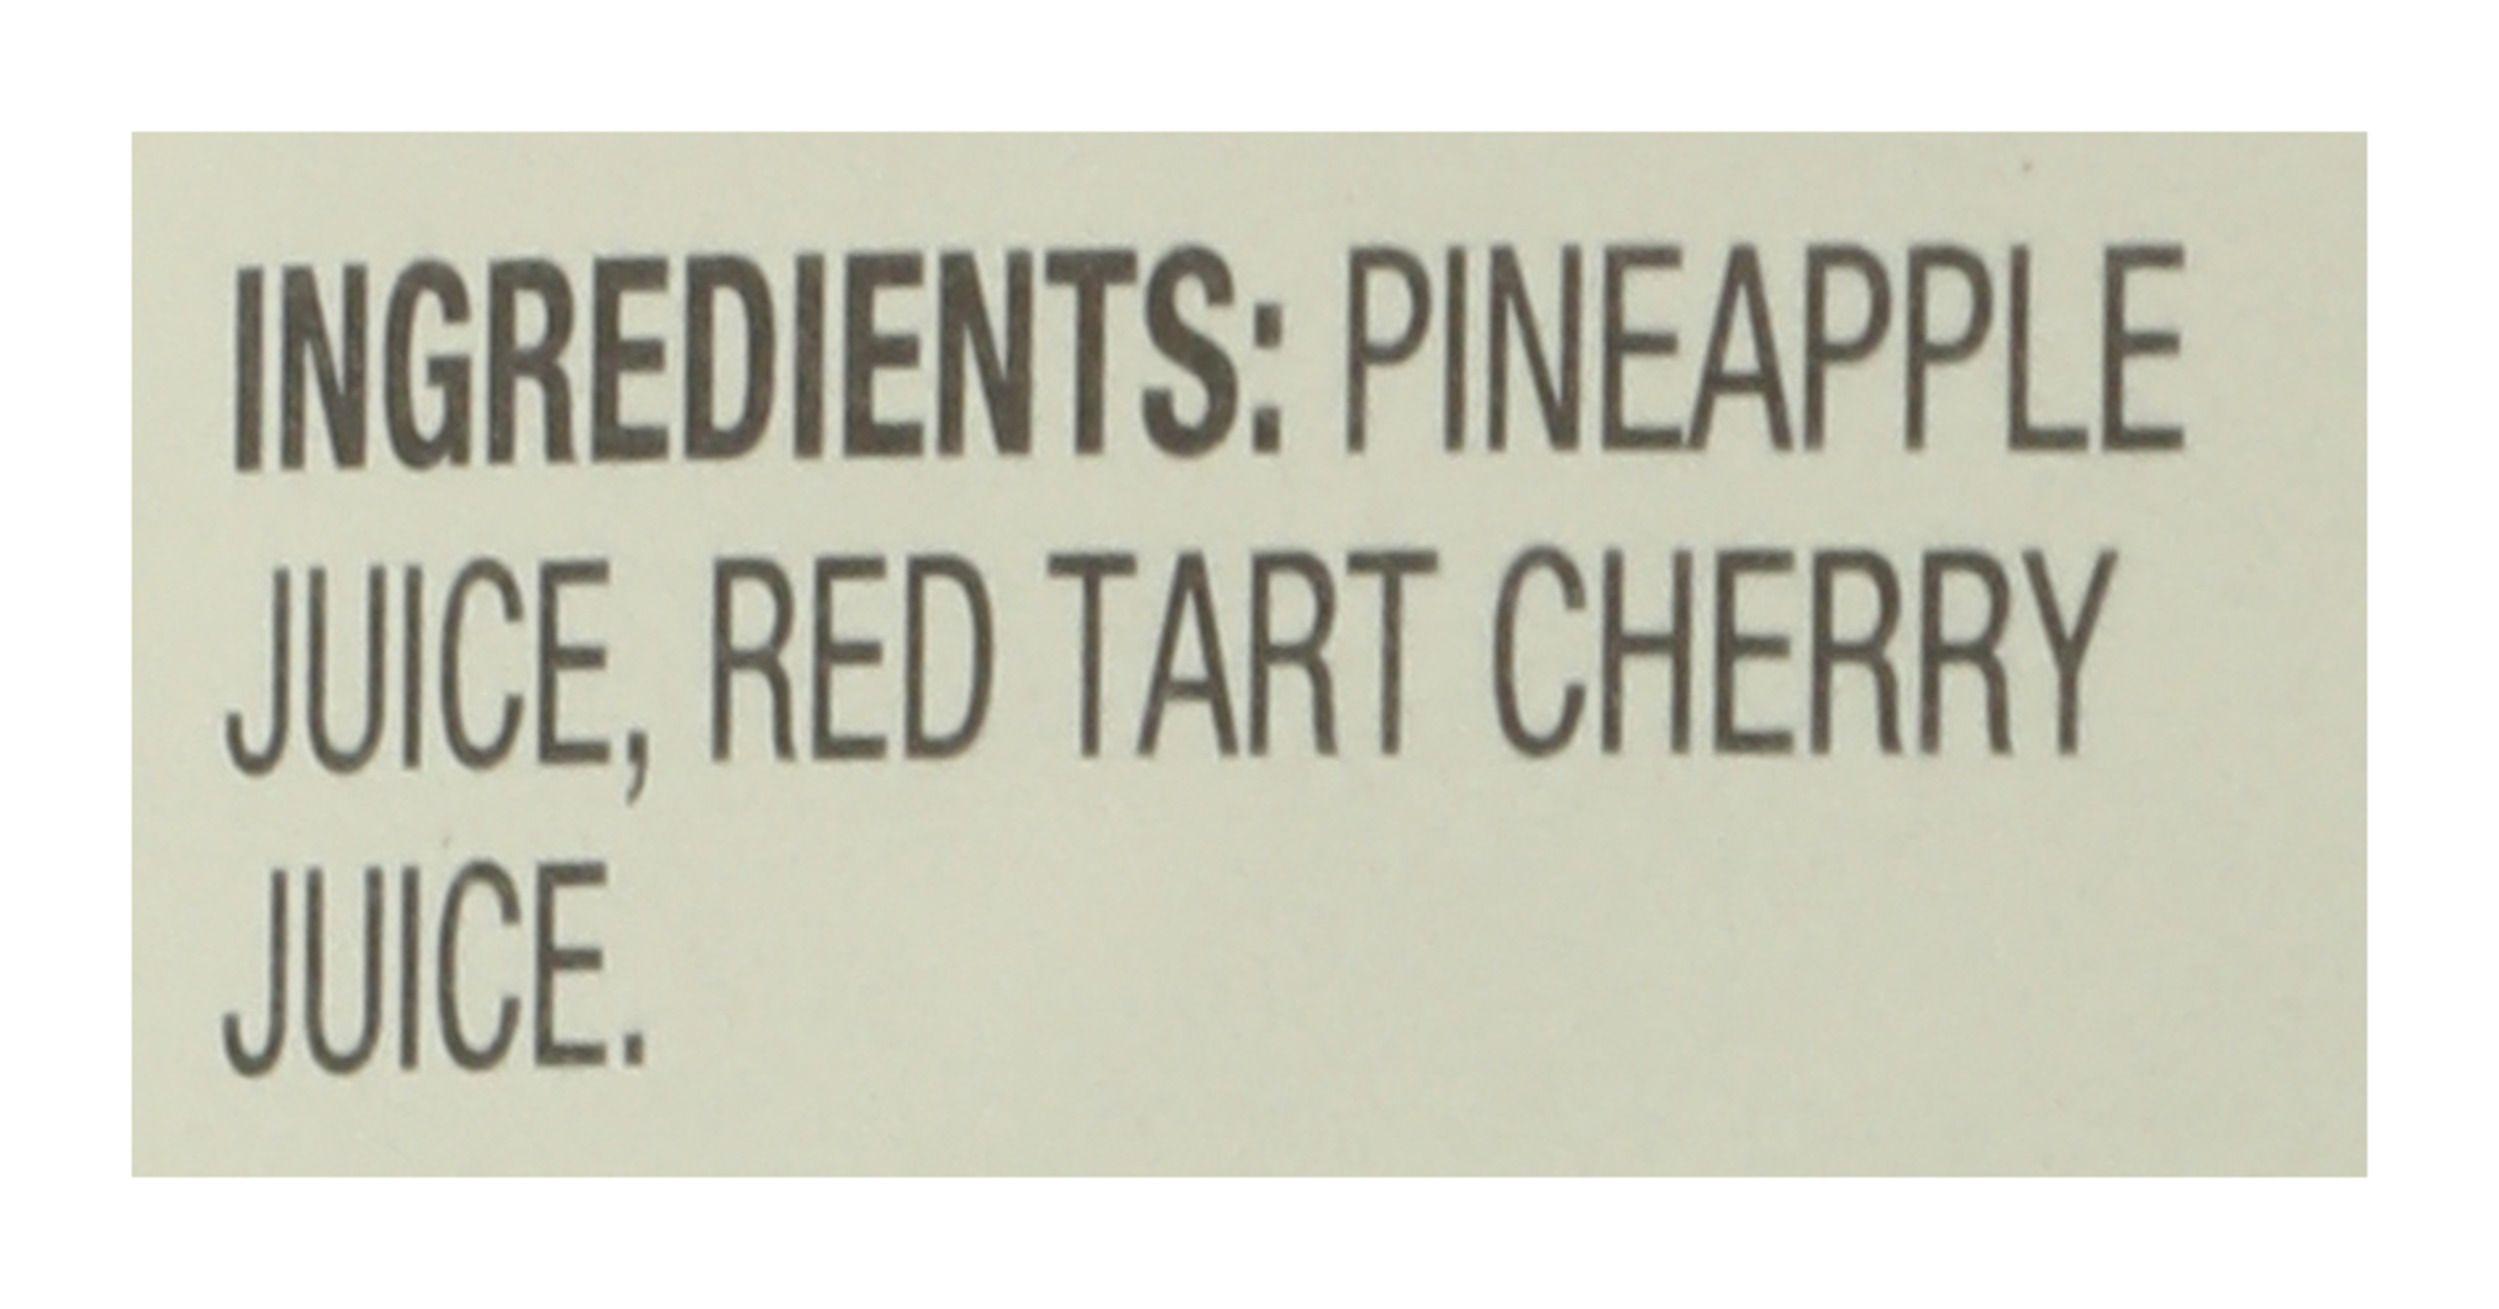 INGREDIENTS: PINEAPPLE
JUICE, RED TART CHERRY
JUICE.